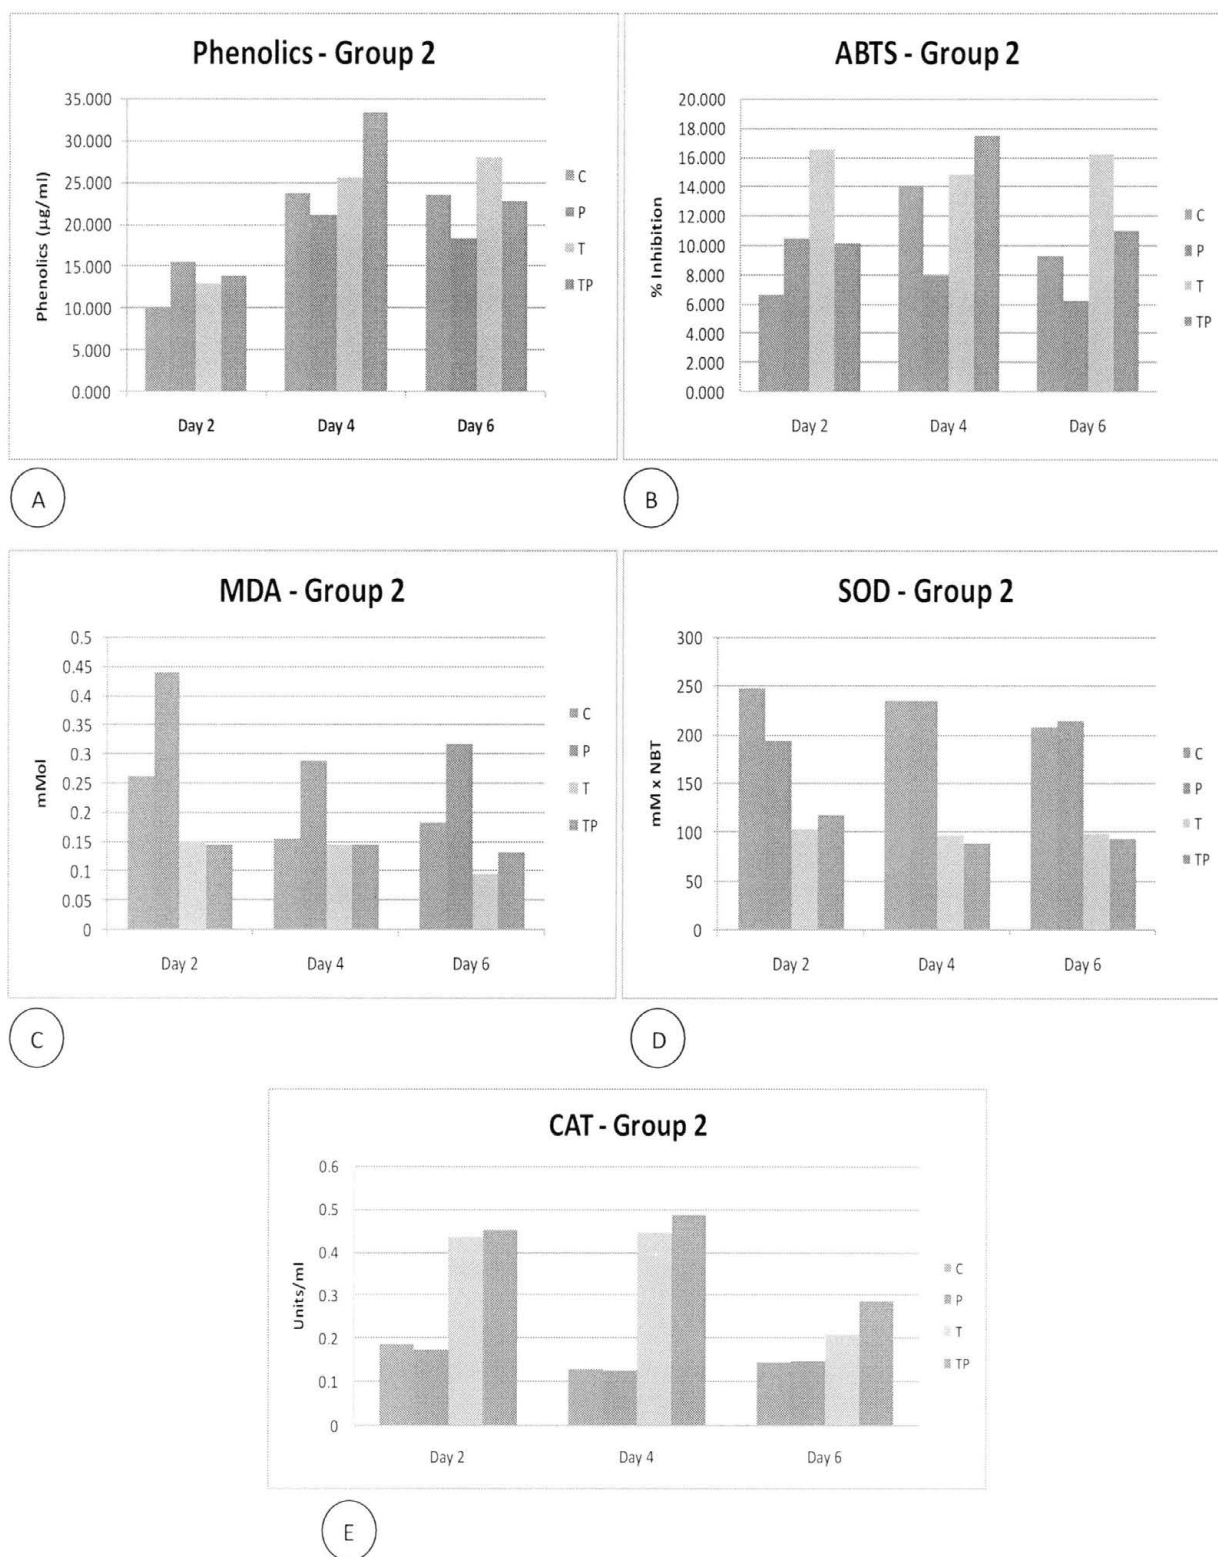 Phenolics - Group 2
Phenolics (µg/ml)
35.000
30.000
25.000
20.000
15.000
10.000
5.000
0.000
Day 2
Day 4
Day 6
C
P
T
TP
A
ABTS - Group 2
% Inhibition
20.000
18.000
16.000
14.000
12.000
10.000
8.000
6.000
4.000
2.000
0.000
Day 2
Day 4
Day 6
C
P
T
TP
B
MDA - Group 2
mMol
0.5
0.45
0.4
0.35
0.3
0.25
0.2
0.15
0.1
0.05
0
Day 2
Day 4
Day 6
C
P
T
TP
C
SOD - Group 2
mM x NBT
300
250
200
150
100
50
0
Day 2
Day 4
Day 6
C
P
T
TP
D
CAT - Group 2
Units/ml
0.6
0.5
0.4
0.3
0.2
0.1
0
Day 2
Day 4
Day 6
C
P
T
TP
E